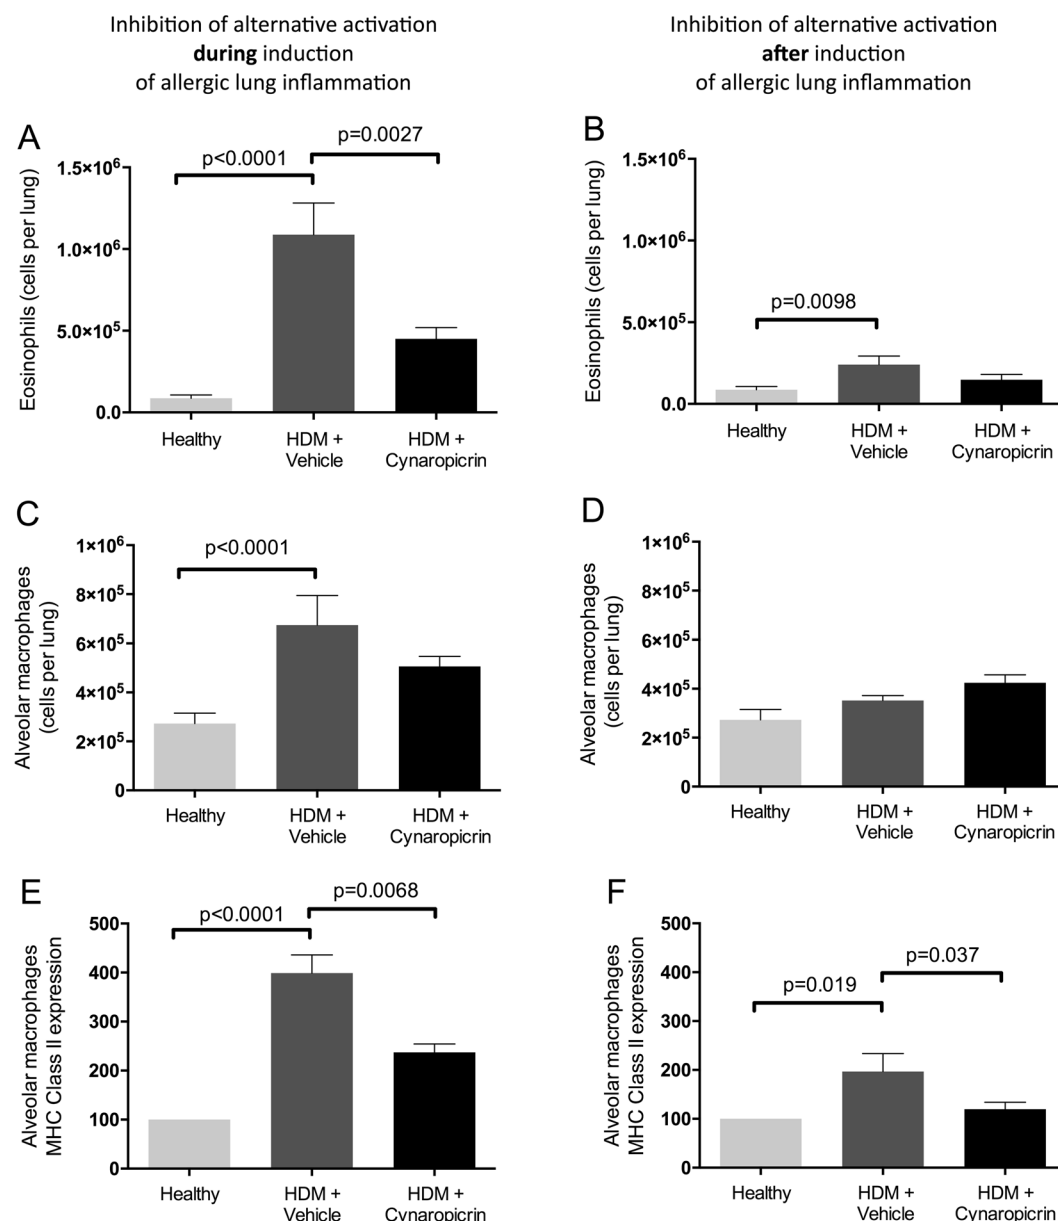 Inhibition of alternative activation
during induction
of allergic lung inflammation
Inhibition of alternative activation
after induction
of allergic lung inflammation
A
p<0.0001
p=0.0027
Eosinophils (cells per lung)
1.5×10⁶
1.0×10⁶
5.0×10⁵
0.0
Healthy
HDM +
Vehicle
HDM +
Cynaropicrin
B
p=0.0098
Eosinophils (cells per lung)
1.5×10⁶
1.0×10⁶
5.0×10⁵
0.0
Healthy
HDM +
Vehicle
HDM +
Cynaropicrin
C
p<0.0001
Alveolar macrophages
(cells per lung)
1×10⁶
8×10⁵
6×10⁵
4×10⁵
2×10⁵
0
Healthy
HDM +
Vehicle
HDM +
Cynaropicrin
D
Alveolar macrophages
(cells per lung)
1×10⁶
8×10⁵
6×10⁵
4×10⁵
2×10⁵
0
Healthy
HDM +
Vehicle
HDM +
Cynaropicrin
E
p<0.0001
p=0.0068
Alveolar macrophages
MHC Class II expression
500
400
300
200
100
0
Healthy
HDM +
Vehicle
HDM +
Cynaropicrin
F
p=0.019
p=0.037
Alveolar macrophages
MHC Class II expression
500
400
300
200
100
0
Healthy
HDM +
Vehicle
HDM +
Cynaropicrin